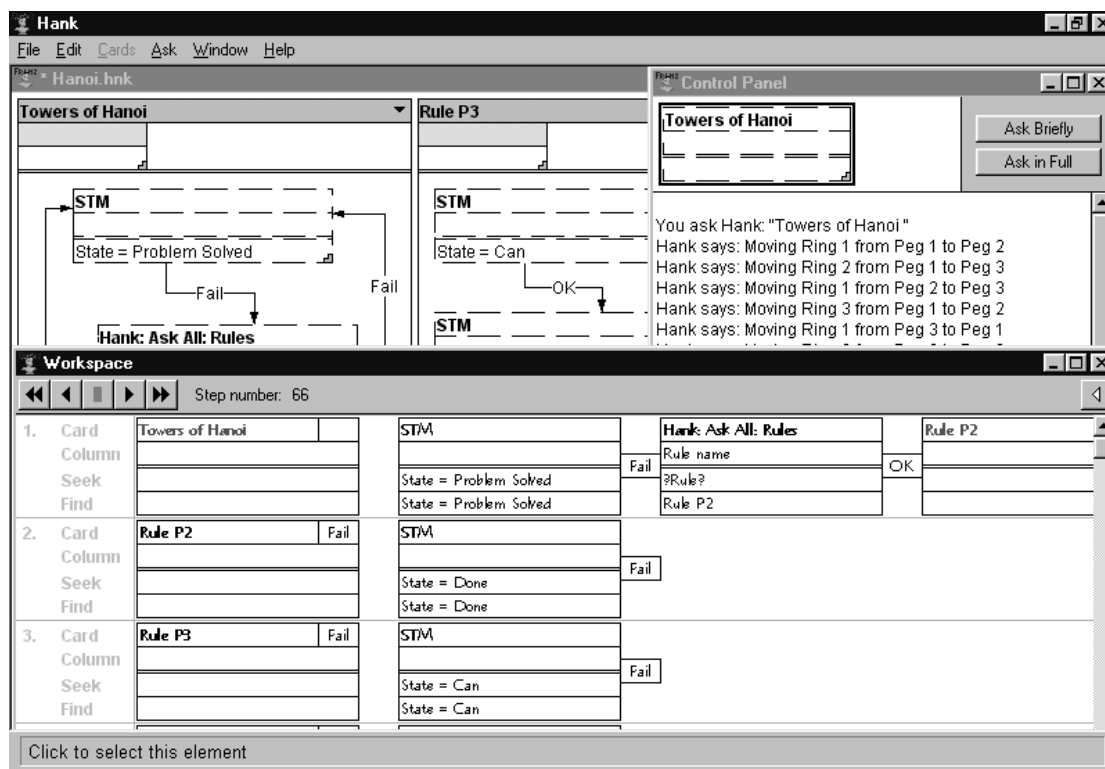 Hank
File Edit Cards Ask Window Help
* Hanoi.hnk
Towers of Hanoi
STM
State = Problem Solved
Fail
Fail
Hank: Ask All: Rules
Rule P3
STM
State = Can
OK
STM
Control Panel
Towers of Hanoi
Ask Briefly
Ask in Full
You ask Hank: "Towers of Hanoi "
Hank says: Moving Ring 1 from Peg 1 to Peg 2
Hank says: Moving Ring 2 from Peg 1 to Peg 3
Hank says: Moving Ring 1 from Peg 2 to Peg 3
Hank says: Moving Ring 3 from Peg 1 to Peg 2
Hank says: Moving Ring 1 from Peg 3 to Peg 1
Workspace
Step number: 66
1. Card Towers of Hanoi STM Hank: Ask All: Rules Rule P2
Column Fail Rule name OK
Seek State = Problem Solved ?Rule?
Find State = Problem Solved Rule P2
2. Card Rule P2 Fail STM
Column Fail
Seek State = Done
Find State = Done
3. Card Rule P3 Fail STM
Column Fail
Seek State = Can
Find State = Can
Click to select this element